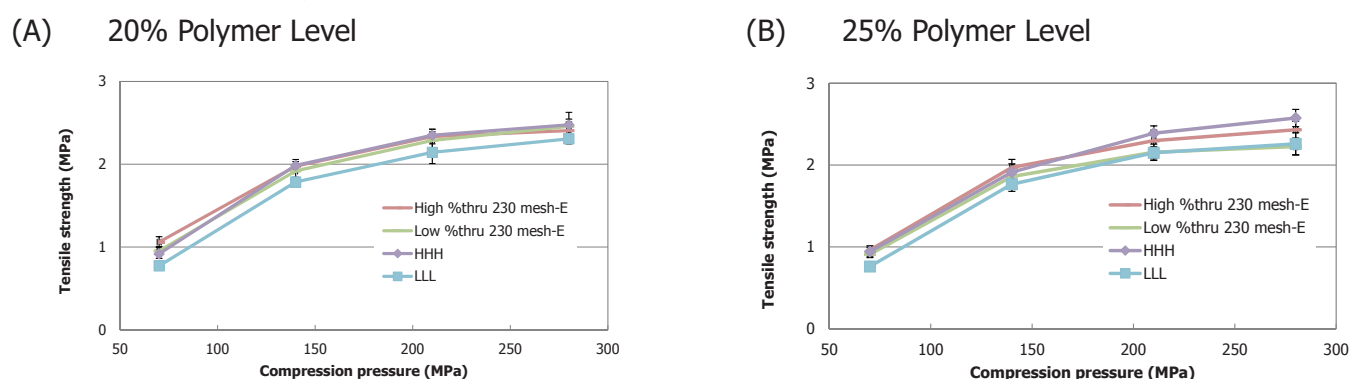 (A) 20% Polymer Level
3
2
1
0
50 100 150 200 250 300
Tensile strength (MPa)
Compression pressure (MPa)
High %thru 230 mesh-E
Low %thru 230 mesh-E
HHH
LLL
(B) 25% Polymer Level
3
2
1
0
50 100 150 200 250 300
Tensile strength (MPa)
Compression pressure (MPa)
High %thru 230 mesh-E
Low %thru 230 mesh-E
HHH
LLL